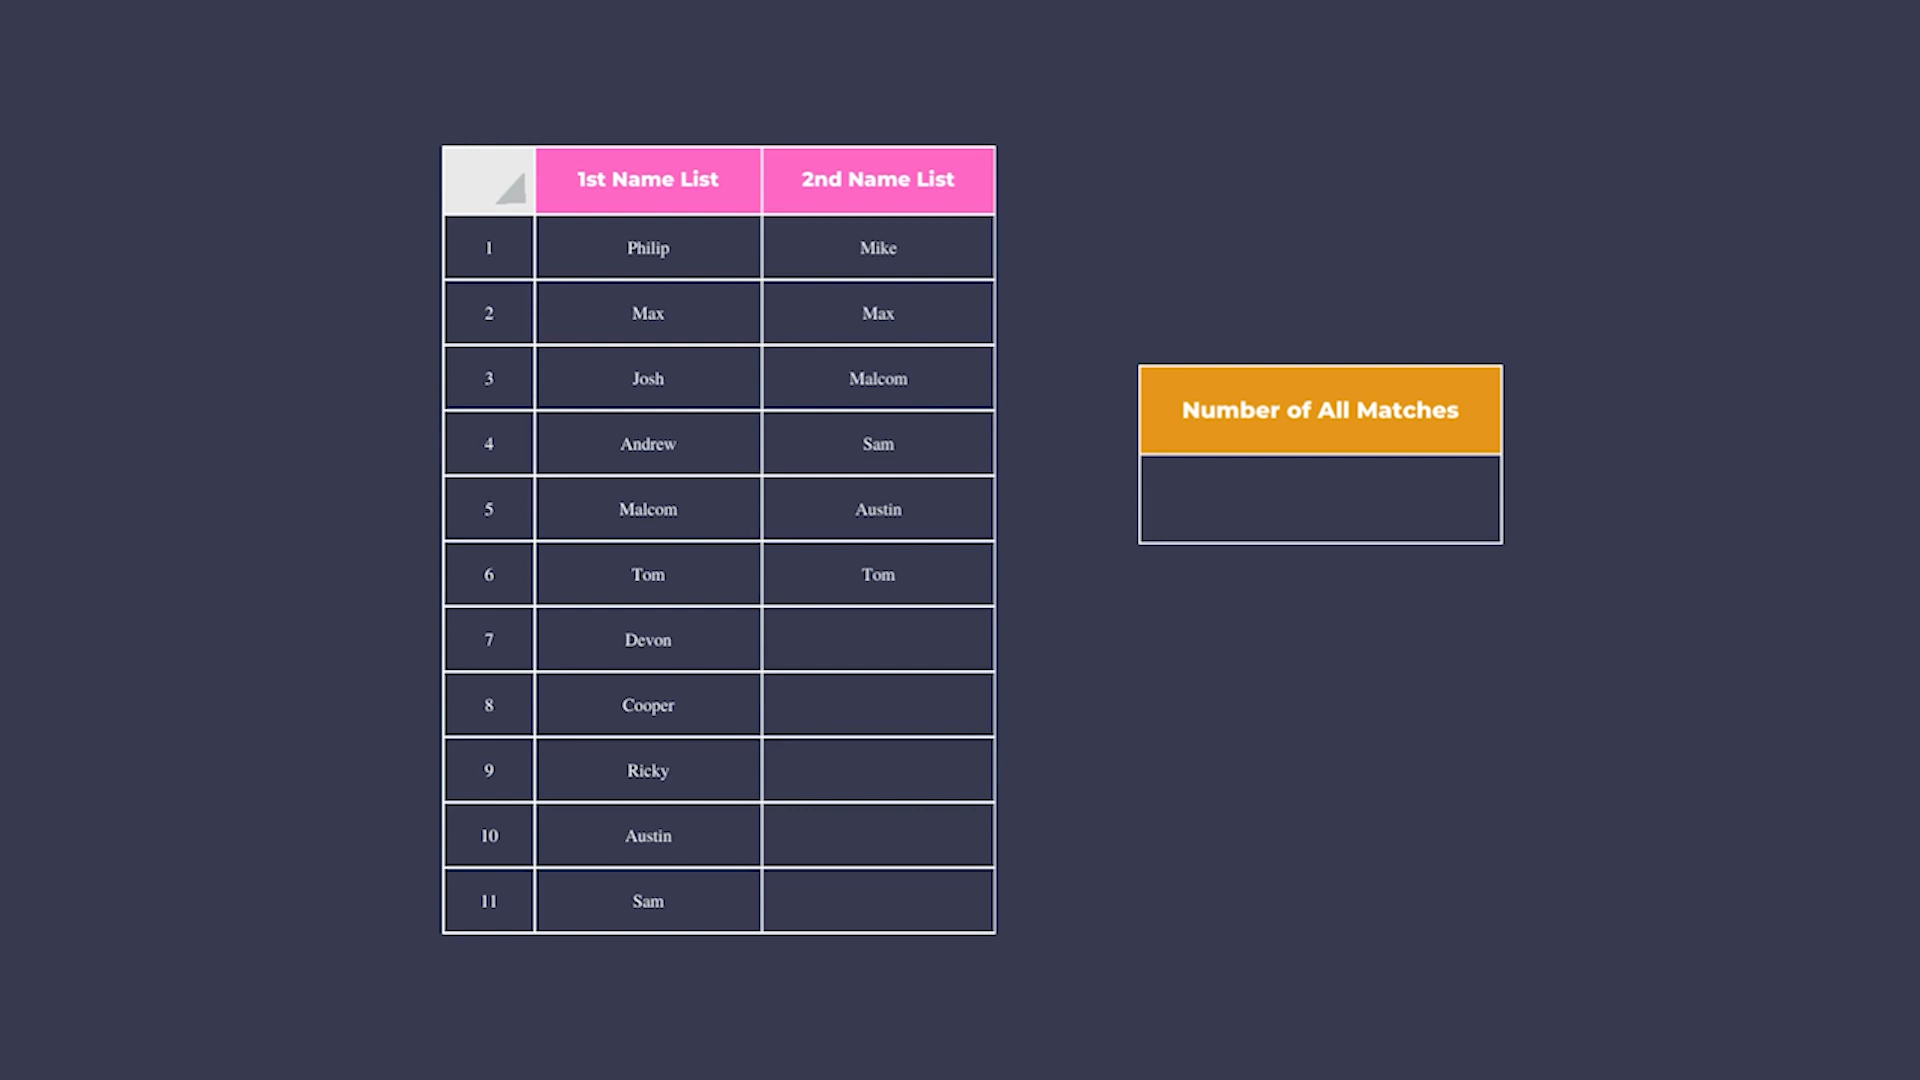 1st Name List 2nd Name List
1 Philip Mike
2 Max Max
3 Josh Malcom
4 Andrew Sam
5 Malcom Austin
6 Tom Tom
7 Devon
8 Cooper
9 Ricky
10 Austin
11 Sam
Number of All Matches